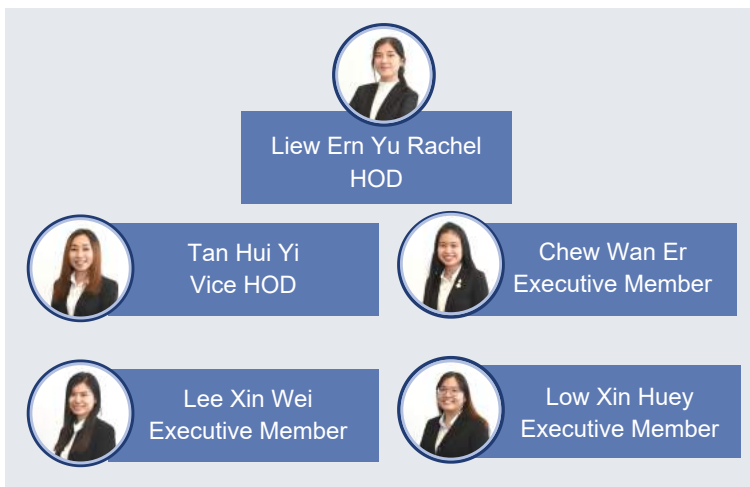 Liew Ern Yu Rachel
HOD
Tan Hui Yi
Vice HOD
Chew Wan Er
Executive Member
Lee Xin Wei
Executive Member
Low Xin Huey
Executive Member